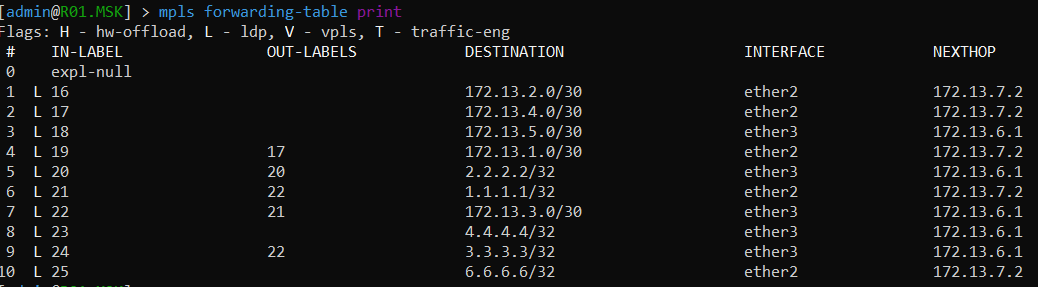 [admin@R01.MSK] > mpls forwarding-table print
Flags: H - hw-offload, L - ldp, V - vpls, T - traffic-eng
# IN-LABEL OUT-LABELS DESTINATION INTERFACE NEXTHOP
0 expl-null
1 L 16 172.13.2.0/30 ether2 172.13.7.2
2 L 17 172.13.4.0/30 ether2 172.13.7.2
3 L 18 172.13.5.0/30 ether3 172.13.6.1
4 L 19 17 172.13.1.0/30 ether2 172.13.7.2
5 L 20 20 2.2.2.2/32 ether3 172.13.6.1
6 L 21 22 1.1.1.1/32 ether2 172.13.7.2
7 L 22 21 172.13.3.0/30 ether3 172.13.6.1
8 L 23 4.4.4.4/32 ether3 172.13.6.1
9 L 24 22 3.3.3.3/32 ether3 172.13.6.1
10 L 25 6.6.6.6/32 ether2 172.13.7.2